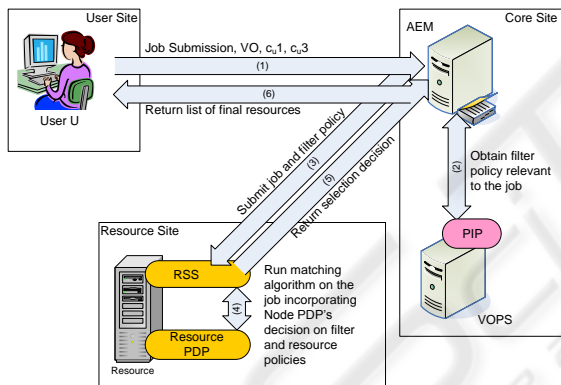 User Site
Core Site
AEM
Job Submission, VO, cᵤ1, cᵤ3
(1)
(6)
Return list of final resources
User U
Submit job and filter policy
(3)
(5)
Return selection decision
(2)
Obtain filter
policy relevant
to the job
PIP
VOPS
Resource Site
RSS
(4)
Resource
PDP
Resource
Run matching
algorithm on the
job incorporating
Node PDP's
decision on filter
and resource
policies